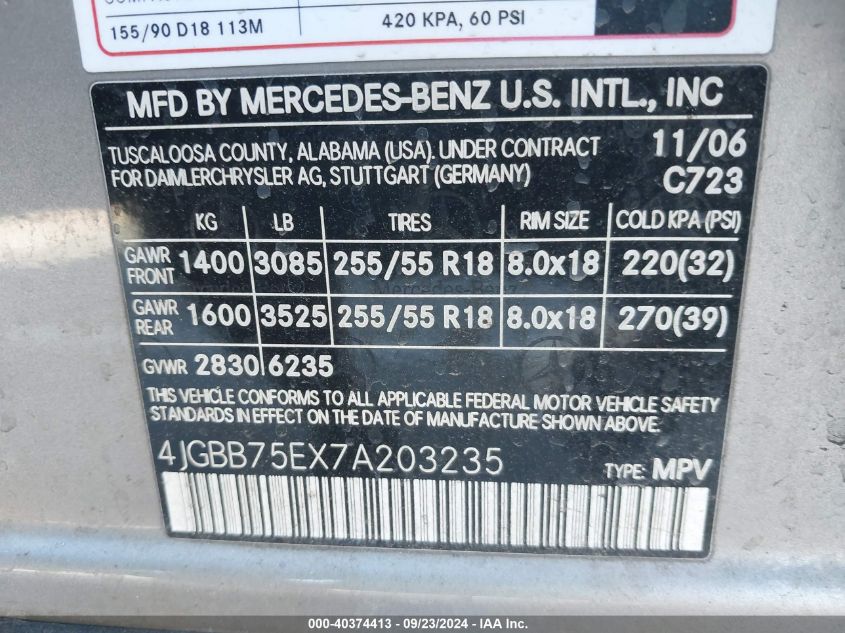 155/90 D18 113M 420 KPA, 60 PSI
MFD BY MERCEDES-BENZ U.S. INTL., INC
TUSCALOOSA COUNTY, ALABAMA (USA). UNDER CONTRACT 11/06
FOR DAIMLERCHRYSLER AG, STUTTGART (GERMANY) C723
KG LB TIRES RIM SIZE COLD KPA (PSI)
GAWR FRONT 1400 3085 255/55 R18 8.0x18 220(32)
GAWR REAR 1600 3525 255/55 R18 8.0x18 270(39)
GVWR 2830 6235
THIS VEHICLE CONFORMS TO ALL APPLICABLE FEDERAL MOTOR VEHICLE SAFETY
STANDARDS IN EFFECT ON THE DATE OF MANUFACTURE SHOWN ABOVE.
4JGBB75EX7A203235 TYPE: MPV
000-40374413 - 09/23/2024 - IAA Inc.